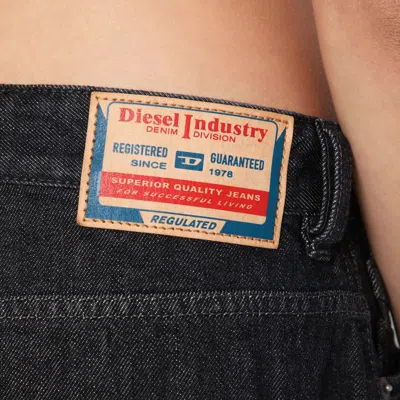 Diesel Industry
DENIM DIVISION
REGISTERED D GUARANTEED
SINCE 1978
SUPERIOR QUALITY JEANS
FOR SUCCESSFUL LIVING
REGULATED